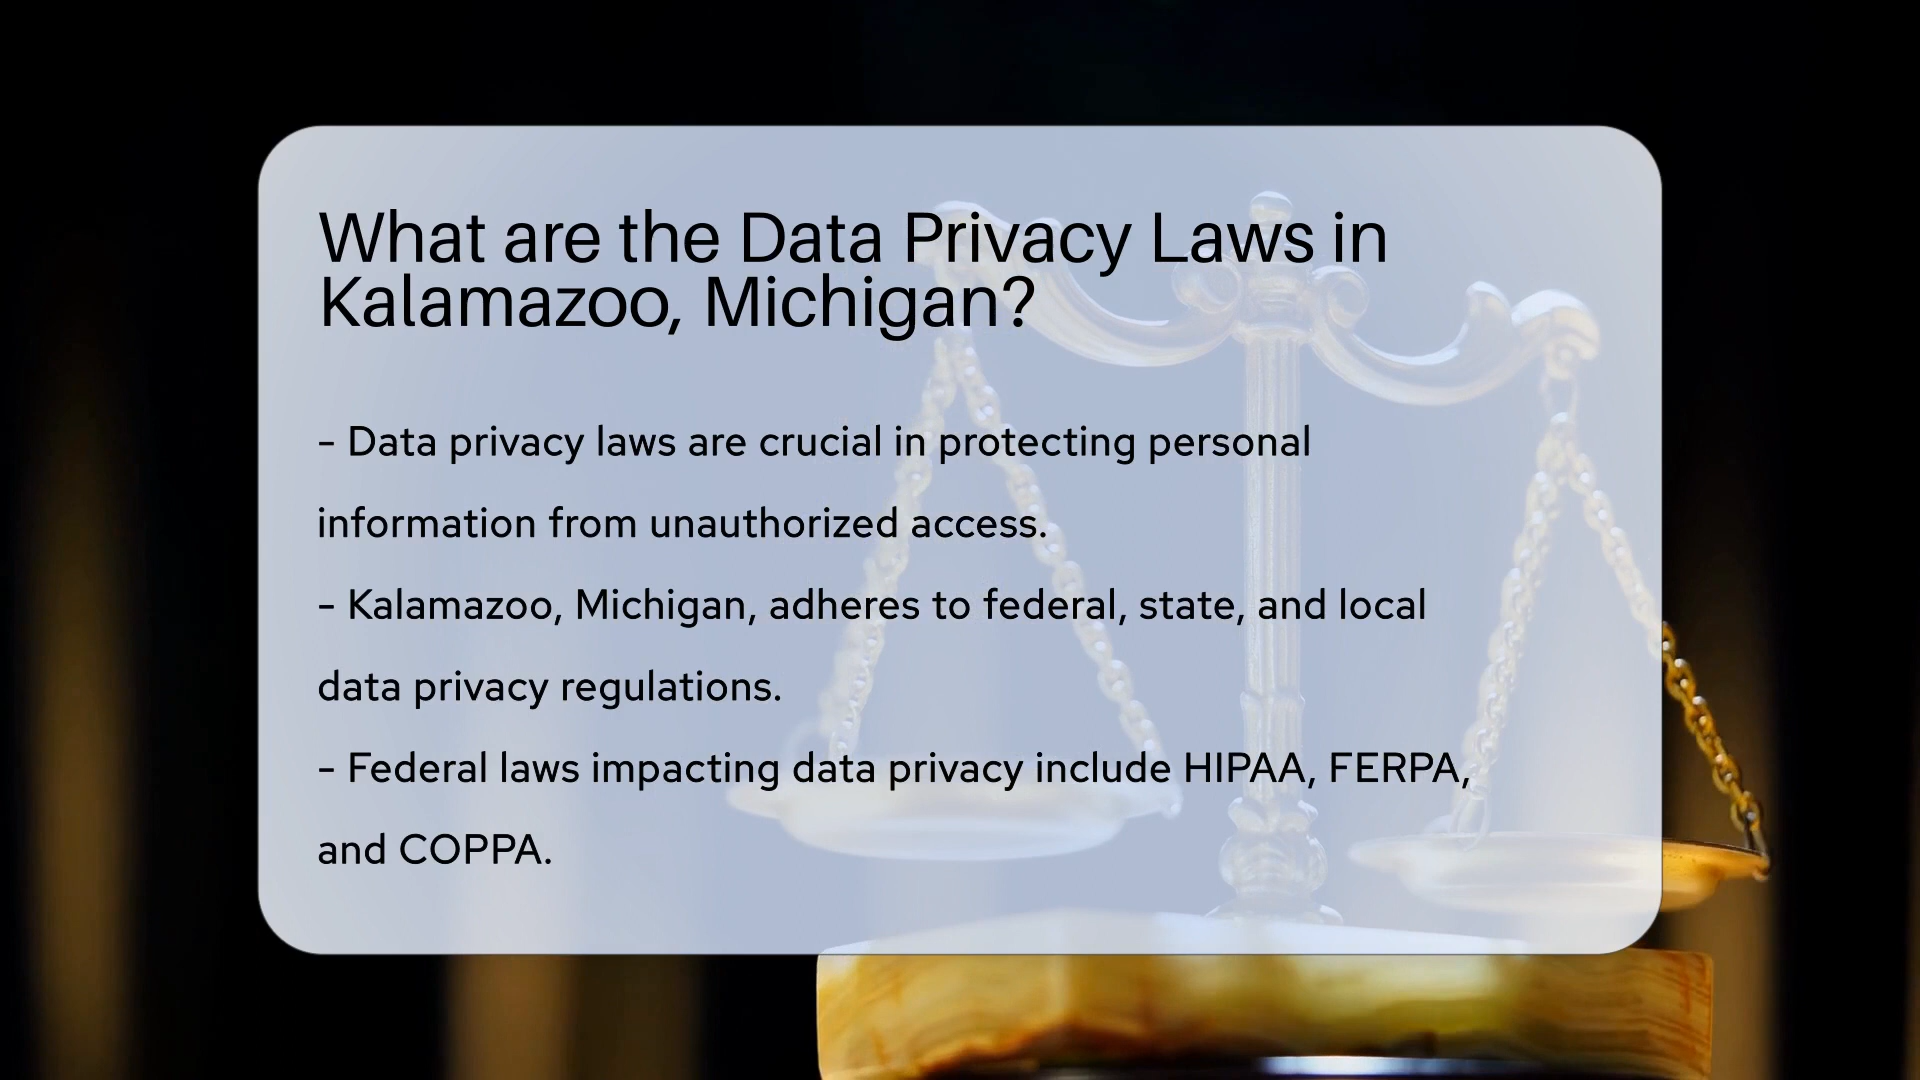 What are the Data Privacy Laws in
Kalamazoo, Michigan?
– Data privacy laws are crucial in protecting personal
information from unauthorized access.
– Kalamazoo, Michigan, adheres to federal, state, and local
data privacy regulations.
– Federal laws impacting data privacy include HIPAA, FERPA,
and COPPA.